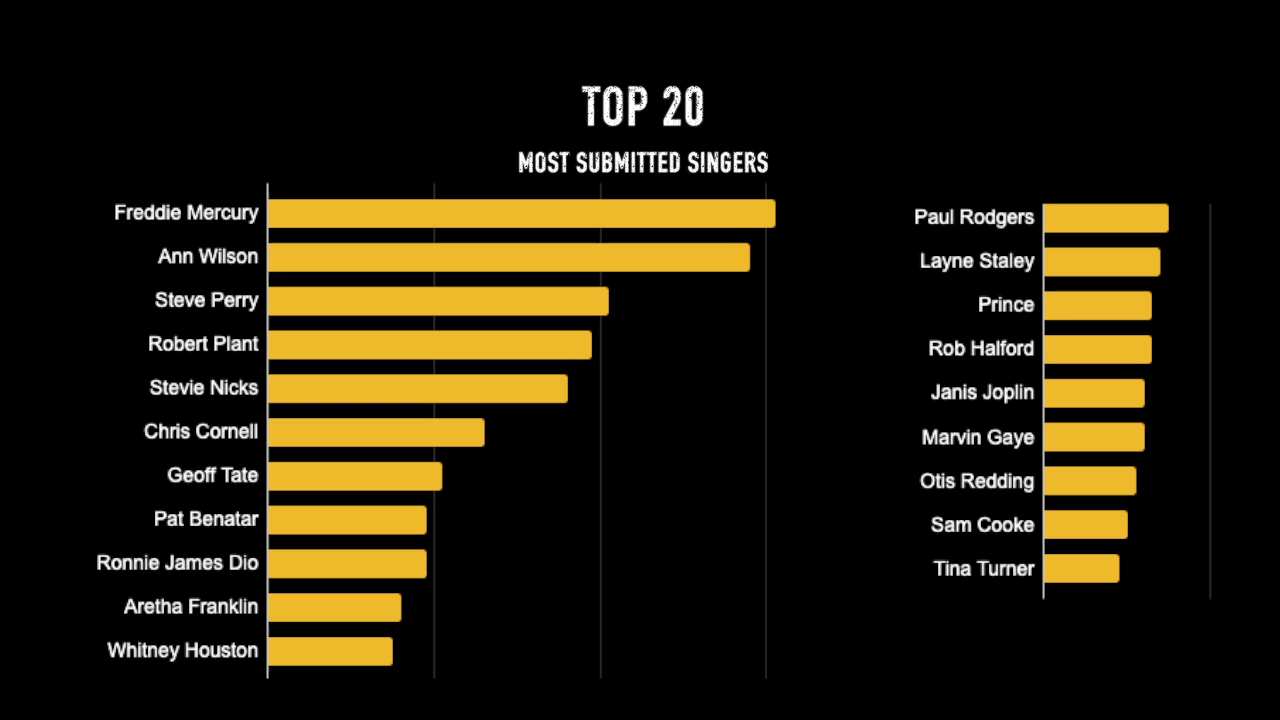 TOP 20
MOST SUBMITTED SINGERS
Freddie Mercury
Ann Wilson
Steve Perry
Robert Plant
Stevie Nicks
Chris Cornell
Geoff Tate
Pat Benatar
Ronnie James Dio
Aretha Franklin
Whitney Houston
Paul Rodgers
Layne Staley
Prince
Rob Halford
Janis Joplin
Marvin Gaye
Otis Redding
Sam Cooke
Tina Turner